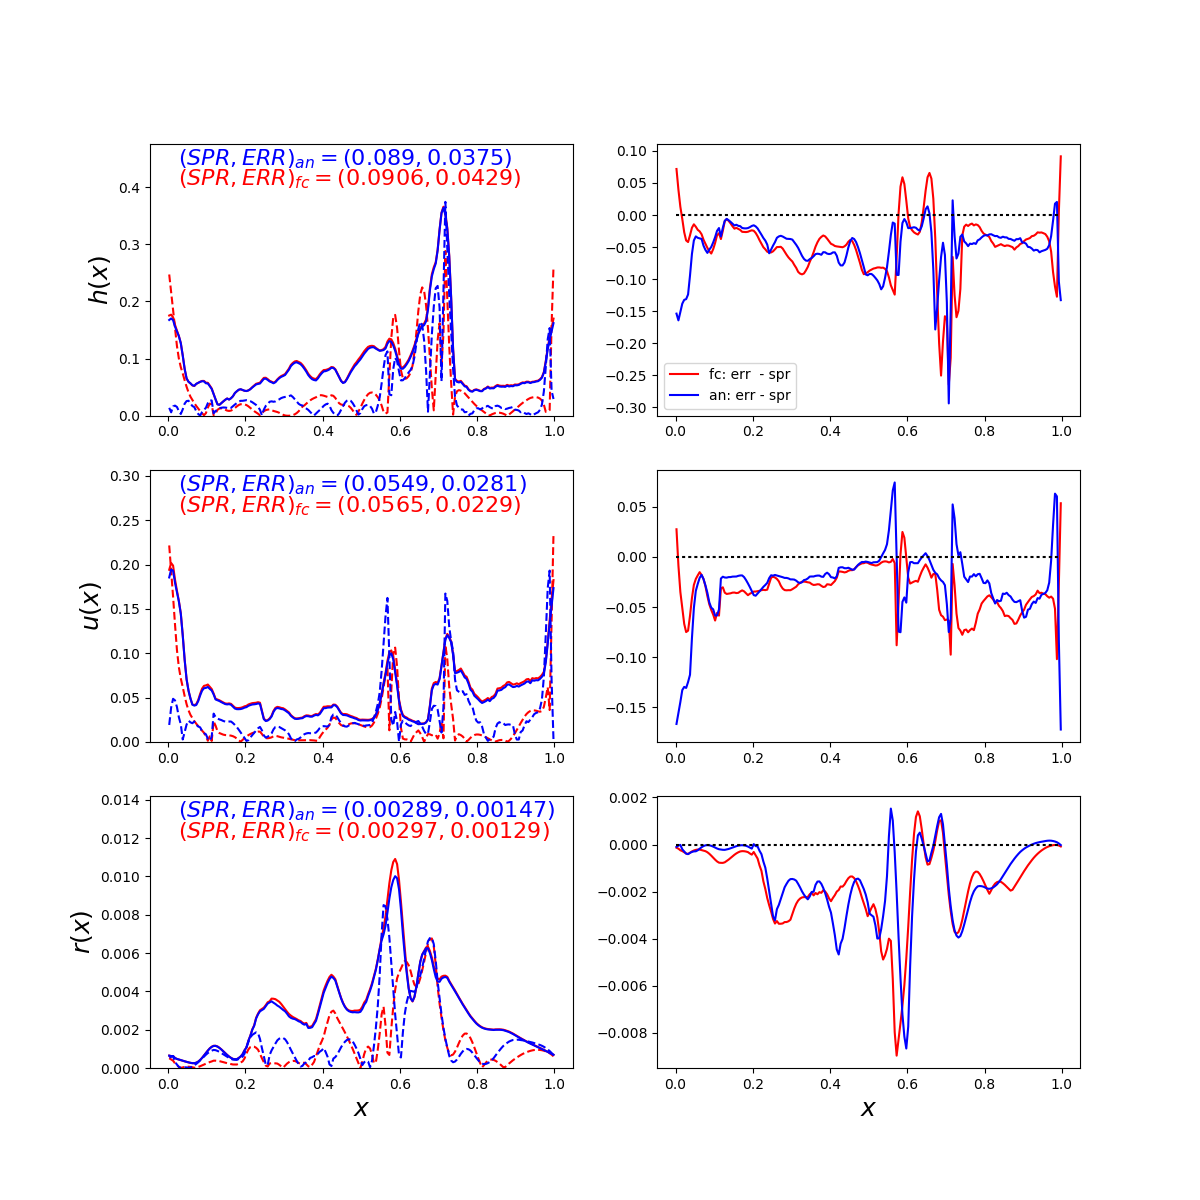 (SPR, ERR)an = (0.089, 0.0375)
(SPR, ERR)fc = (0.0906, 0.0429)
h(x)
0.4
0.3
0.2
0.1
0.0
0.0 0.2 0.4 0.6 0.8 1.0
0.10
0.05
0.00
−0.05
−0.10
−0.15
−0.20
−0.25
−0.30
fc: err - spr
an: err - spr
0.0 0.2 0.4 0.6 0.8 1.0
(SPR, ERR)an = (0.0549, 0.0281)
(SPR, ERR)fc = (0.0565, 0.0229)
u(x)
0.30
0.25
0.20
0.15
0.10
0.05
0.00
0.0 0.2 0.4 0.6 0.8 1.0
0.05
0.00
−0.05
−0.10
−0.15
0.0 0.2 0.4 0.6 0.8 1.0
(SPR, ERR)an = (0.00289, 0.00147)
(SPR, ERR)fc = (0.00297, 0.00129)
r(x)
0.014
0.012
0.010
0.008
0.006
0.004
0.002
0.000
0.0 0.2 0.4 0.6 0.8 1.0
x
0.002
0.000
−0.002
−0.004
−0.006
−0.008
0.0 0.2 0.4 0.6 0.8 1.0
x